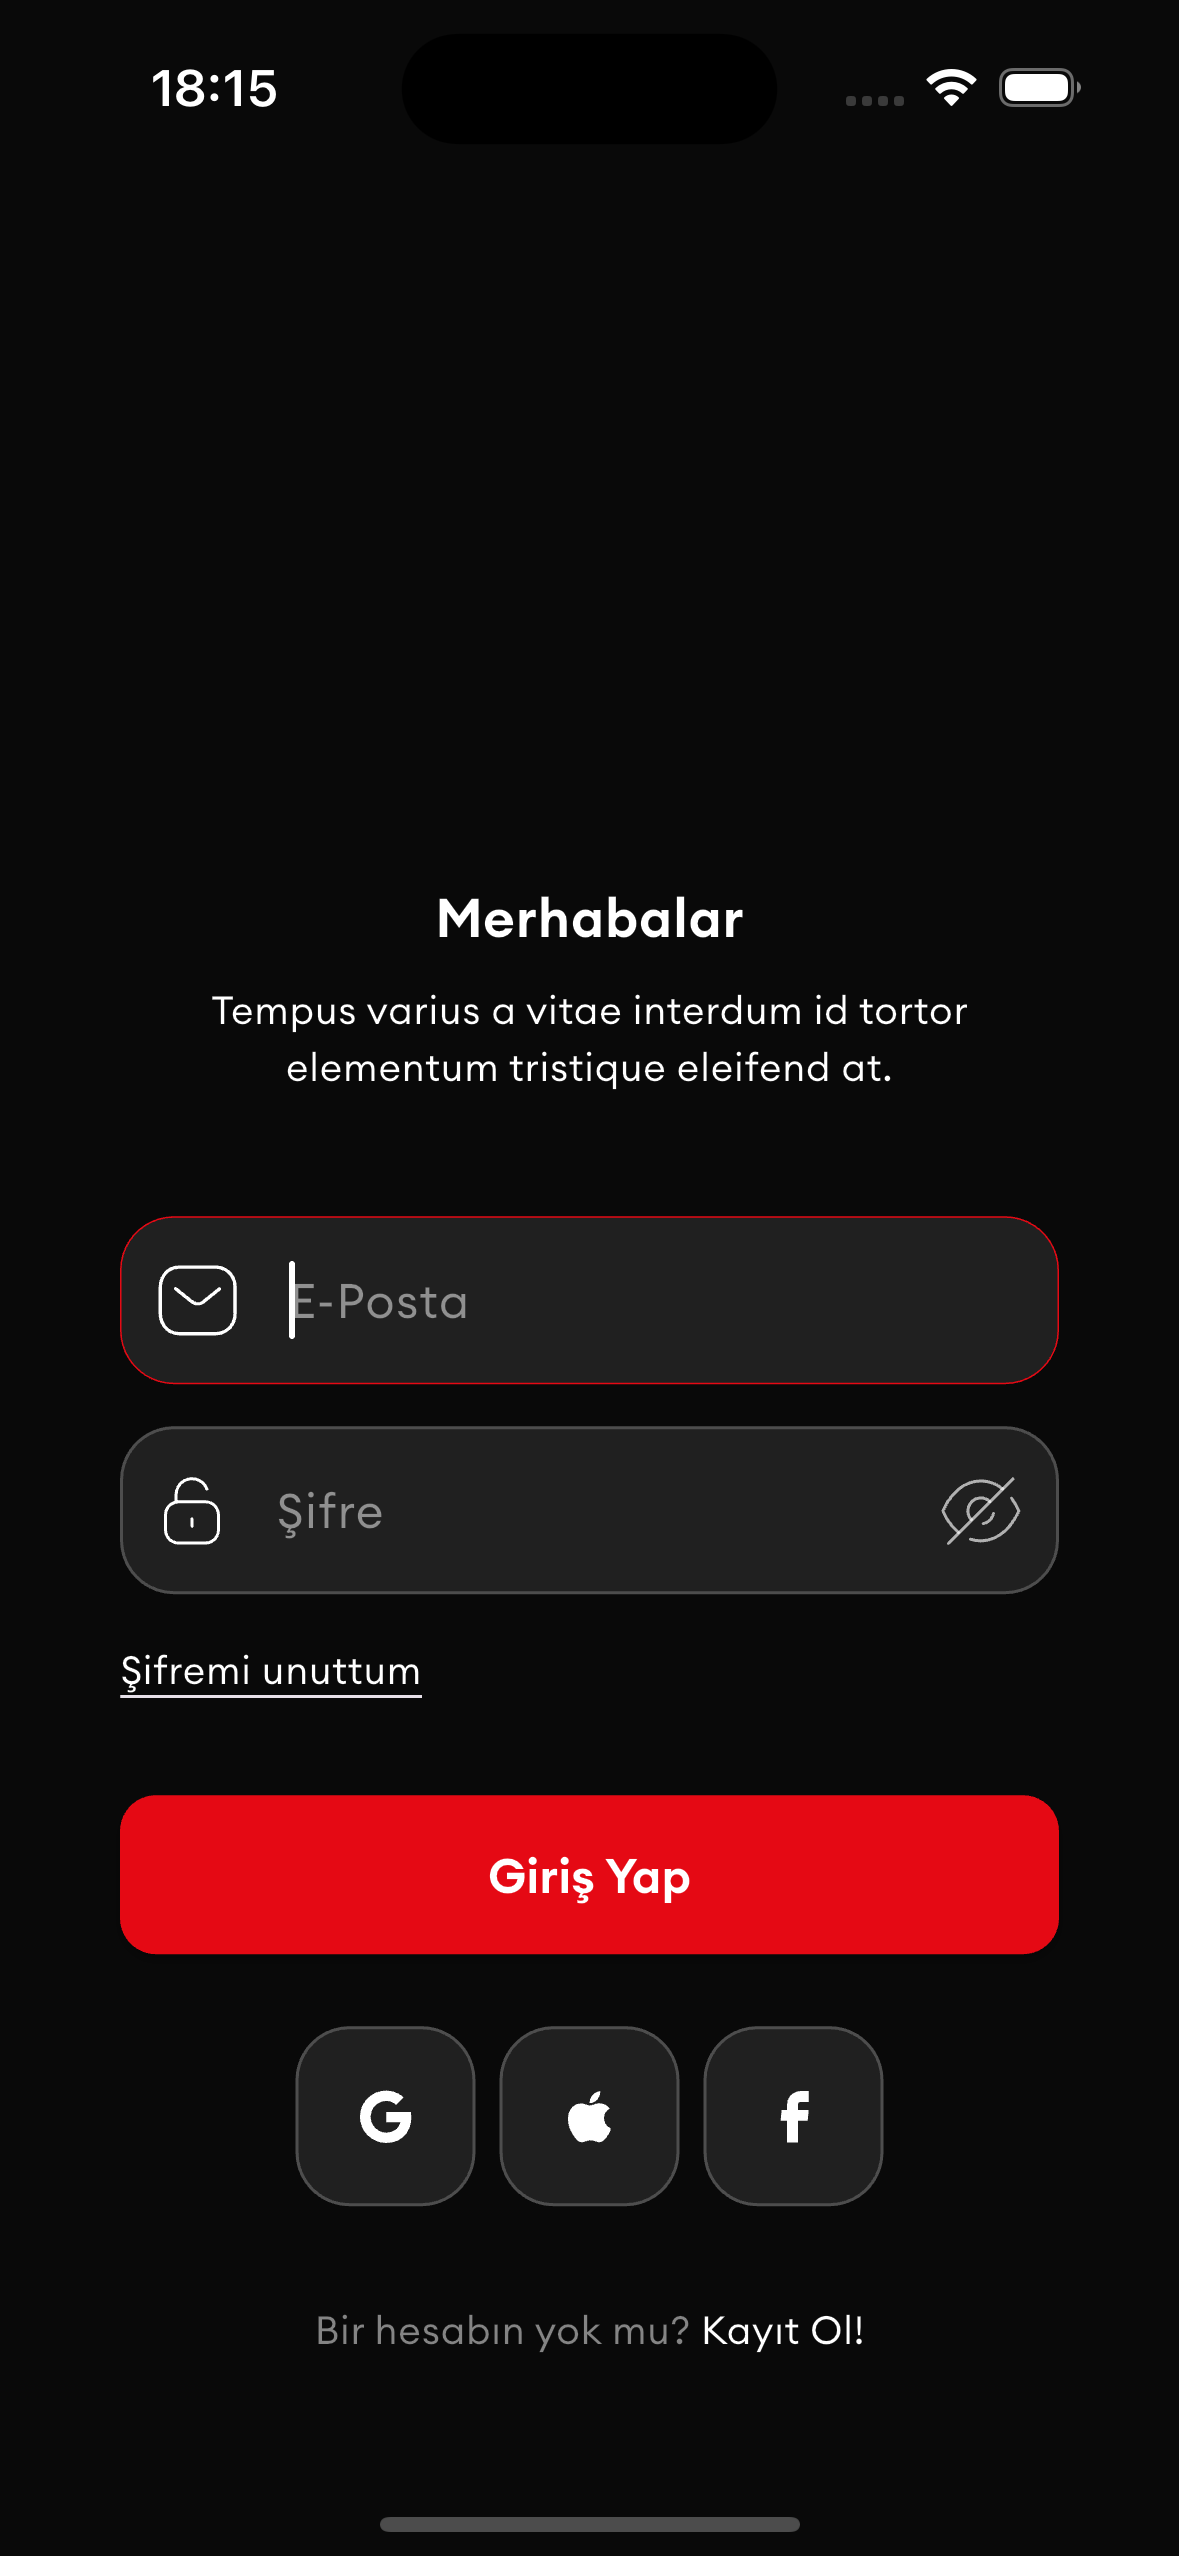 18:15
Merhabalar
Tempus varius a vitae interdum id tortor
elementum tristique eleifend at.
E-Posta
Şifre
Şifremi unuttum
Giriş Yap
Bir hesabın yok mu? Kayıt Ol!